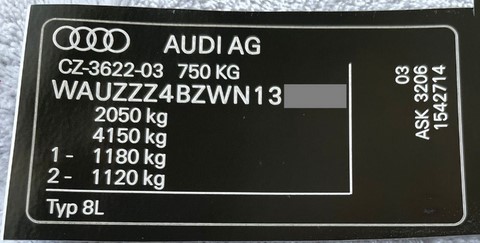 AUDI AG
CZ-3622-03 750 KG
WAUZZZ4BZWN13
2050 kg
4150 kg
1- 1180 kg
2- 1120 kg
Typ 8L
03
ASK 3206
1542714